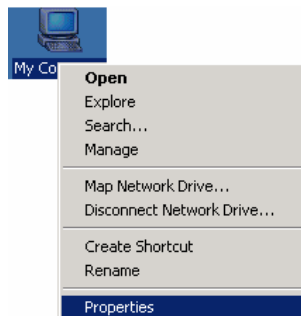 My Co
Open
Explore
Search...
Manage
Map Network Drive...
Disconnect Network Drive...
Create Shortcut
Rename
Properties